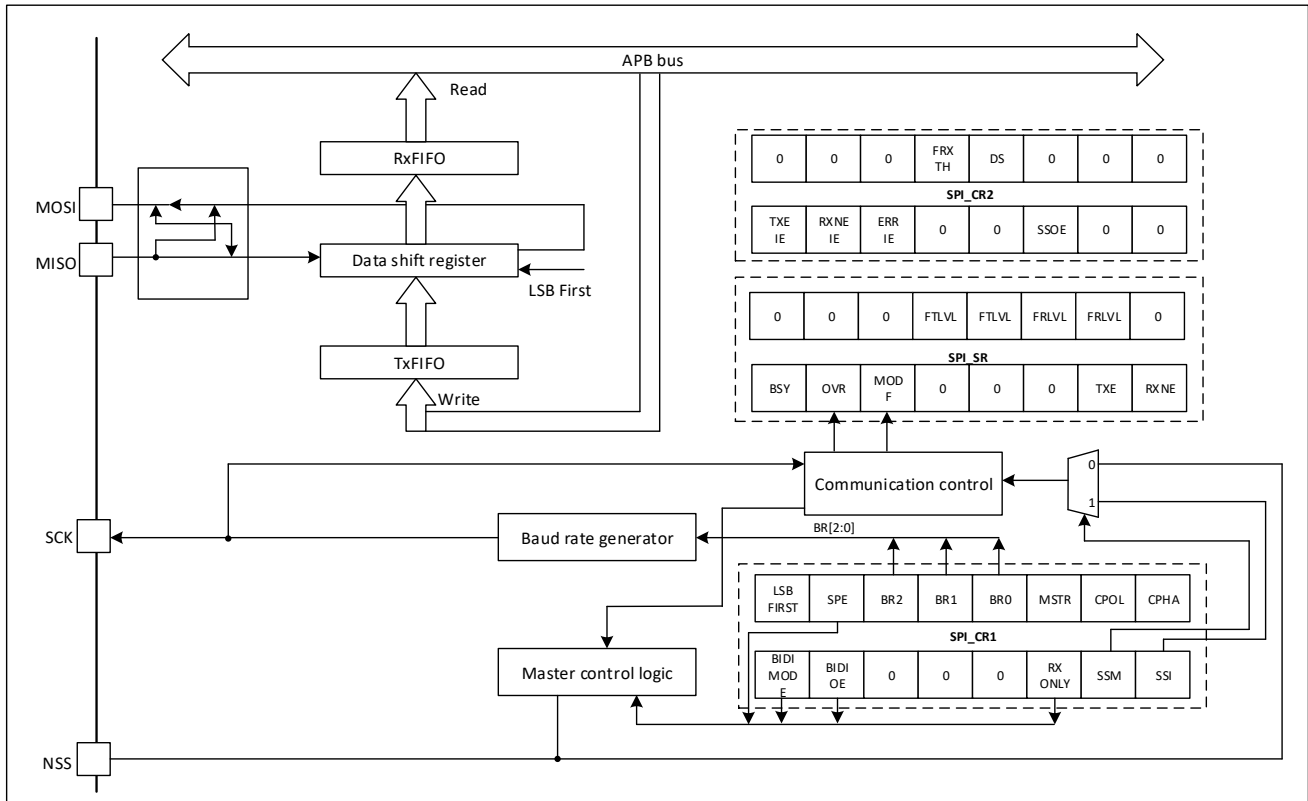 APB bus
Read
RxFIFO
0 0 0 FRX TH DS 0 0 0
SPI_CR2
MOSI
TXE IE RXNE IE ERR IE 0 0 SSOE 0 0
MISO
Data shift register
LSB First
0 0 0 FTLVL FTLVL FRLVL FRLVL 0
SPI_SR
TxFIFO
BSY OVR MOD F 0 0 0 TXE RXNE
Write
Communication control
0
1
SCK
Baud rate generator
BR[2:0]
LSB FIRST SPE BR2 BR1 BR0 MSTR CPOL CPHA
SPI_CR1
Master control logic
BIDI MOD E BIDI OE 0 0 0 RX ONLY SSM SSI
NSS